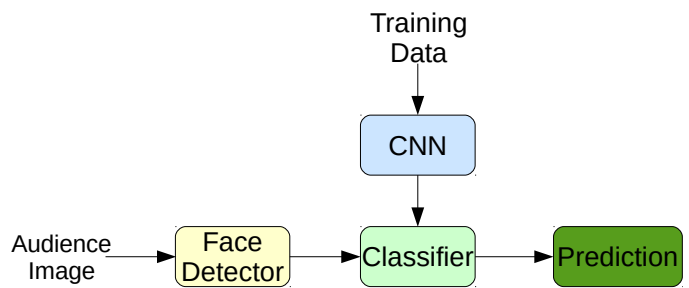 Training
Data
CNN
Audience
Image
Face
Detector
Classifier
Prediction